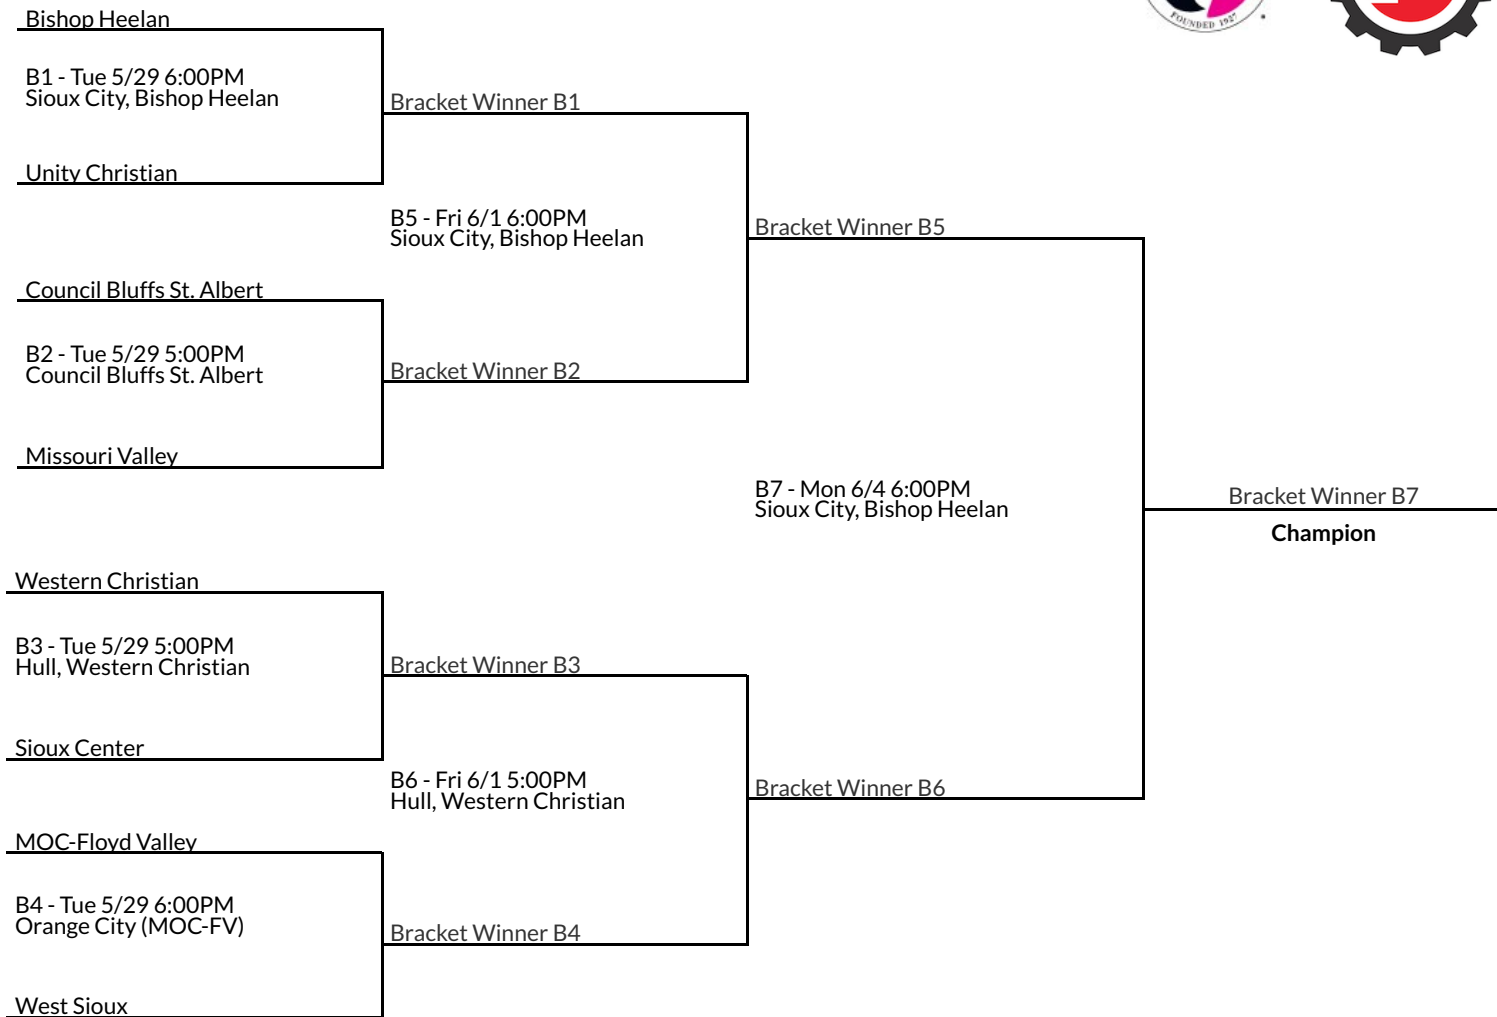 FOUNDED 1927
Bishop Heelan
B1 - Tue 5/29 6:00PM
Sioux City, Bishop Heelan
Bracket Winner B1
Unity Christian
B5 - Fri 6/1 6:00PM
Sioux City, Bishop Heelan
Bracket Winner B5
Council Bluffs St. Albert
B2 - Tue 5/29 5:00PM
Council Bluffs St. Albert
Bracket Winner B2
Missouri Valley
B7 - Mon 6/4 6:00PM
Sioux City, Bishop Heelan
Bracket Winner B7
Champion
Western Christian
B3 - Tue 5/29 5:00PM
Hull, Western Christian
Bracket Winner B3
Sioux Center
B6 - Fri 6/1 5:00PM
Hull, Western Christian
Bracket Winner B6
MOC-Floyd Valley
B4 - Tue 5/29 6:00PM
Orange City (MOC-FV)
Bracket Winner B4
West Sioux